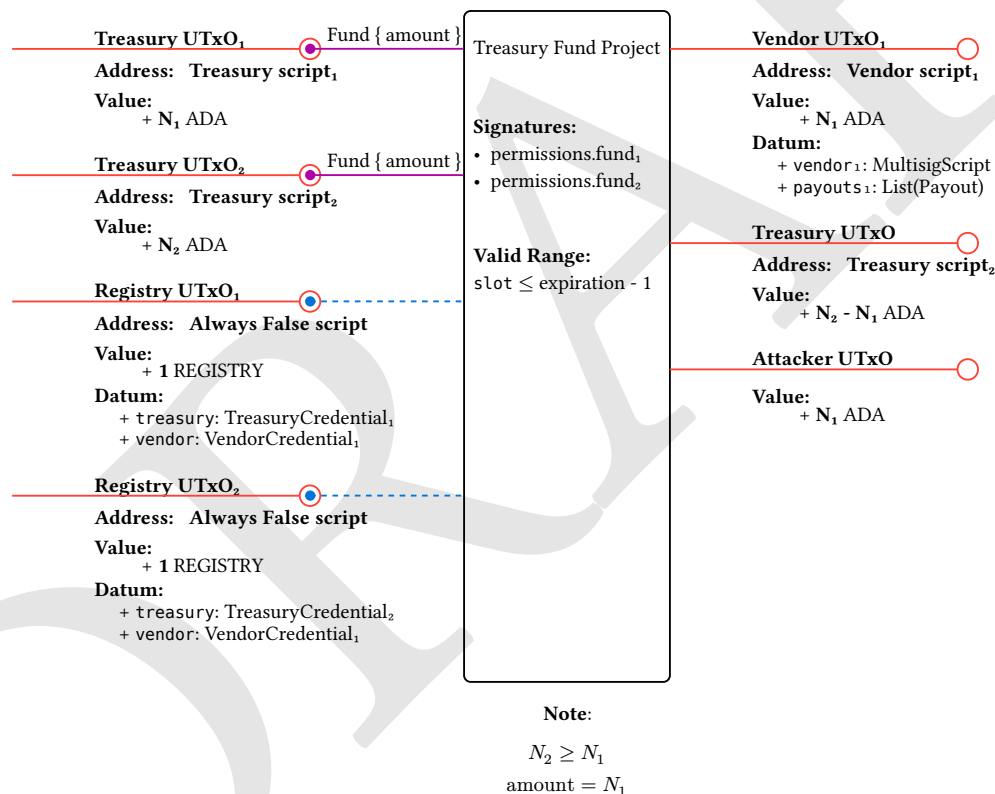 Treasury UTxO₁
Fund { amount }
Address: Treasury script₁
Value:
+ N₁ ADA
Treasury UTxO₂
Fund { amount }
Address: Treasury script₂
Value:
+ N₂ ADA
Registry UTxO₁
Address: Always False script
Value:
+ 1 REGISTRY
Datum:
+ treasury: TreasuryCredential₁
+ vendor: VendorCredential₁
Registry UTxO₂
Address: Always False script
Value:
+ 1 REGISTRY
Datum:
+ treasury: TreasuryCredential₂
+ vendor: VendorCredential₁
Treasury Fund Project
Signatures:
• permissions.fund₁
• permissions.fund₂
Valid Range:
slot ≤ expiration - 1
Vendor UTxO₁
Address: Vendor script₁
Value:
+ N₁ ADA
Datum:
+ vendor₁: MultisigScript
+ payouts₁: List(Payout)
Treasury UTxO
Address: Treasury script₂
Value:
+ N₂ - N₁ ADA
Attacker UTxO
Value:
+ N₁ ADA
Note:
N₂ ≥ N₁
amount = N₁